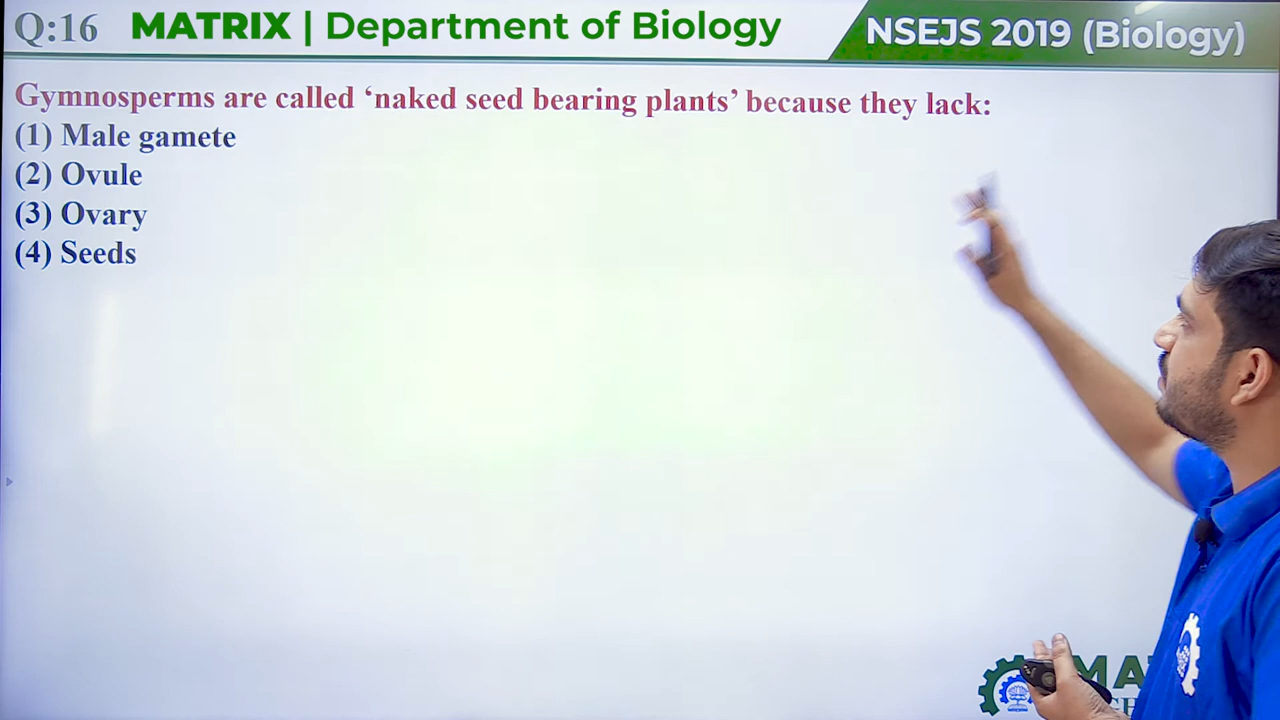 Q:16 MATRIX | Department of Biology NSEJS 2019 (Biology)
Gymnosperms are called ‘naked seed bearing plants’ because they lack:
(1) Male gamete
(2) Ovule
(3) Ovary
(4) Seeds